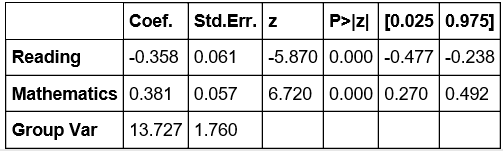 Coef. Std.Err. z P>|z| [0.025 0.975]
Reading -0.358 0.061 -5.870 0.000 -0.477 -0.238
Mathematics 0.381 0.057 6.720 0.000 0.270 0.492
Group Var 13.727 1.760